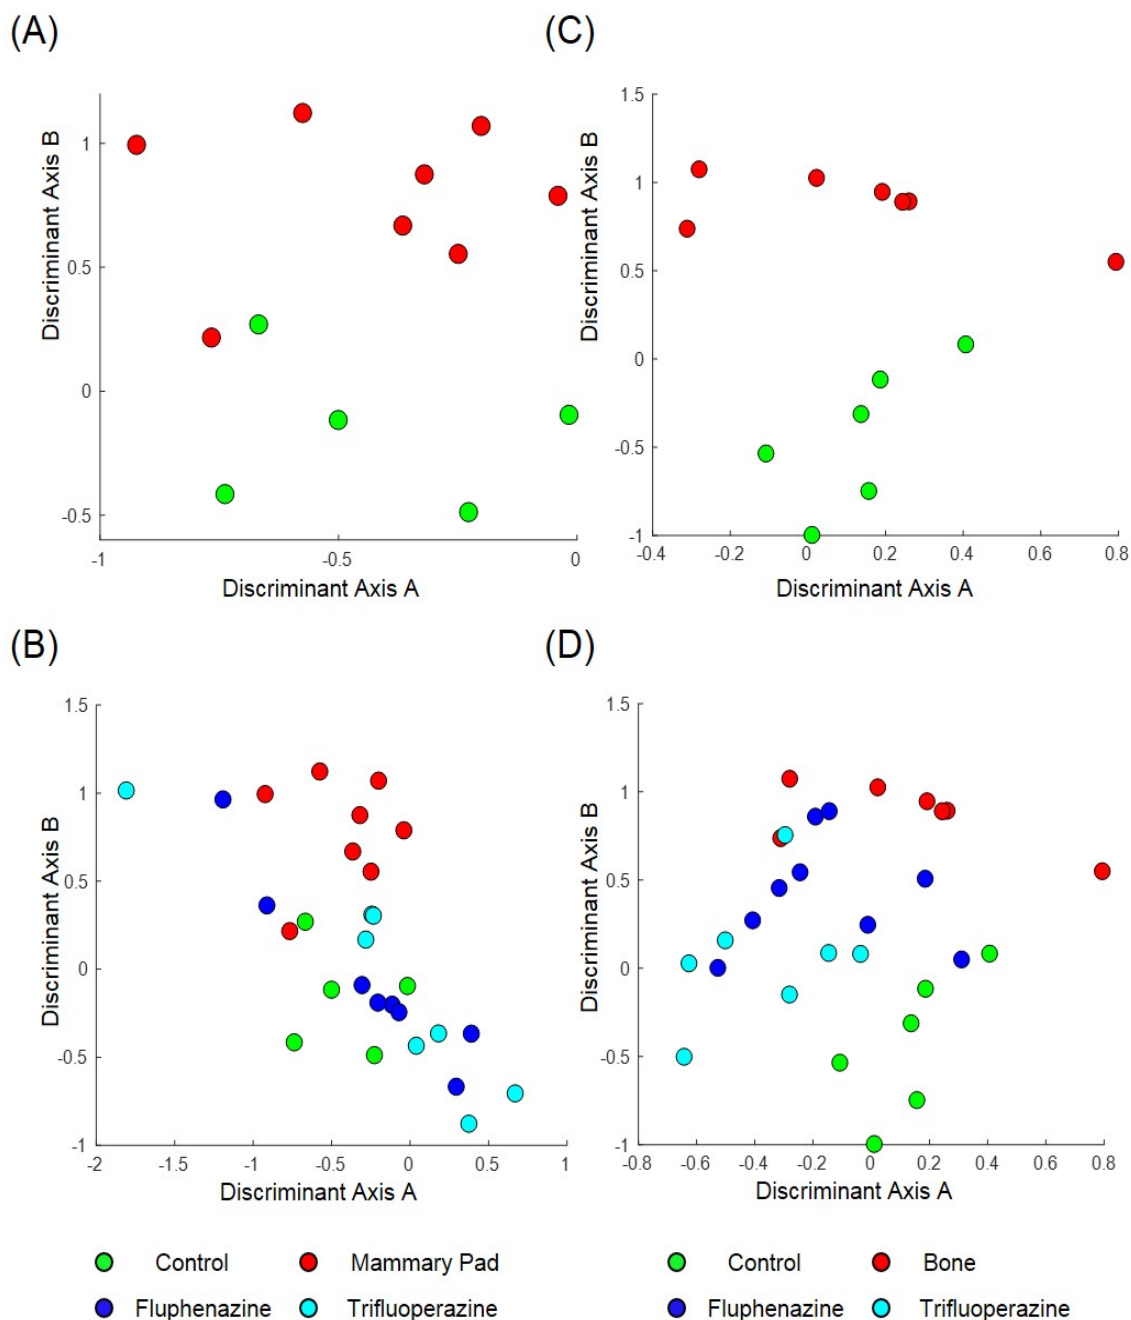 (A)
Discriminant Axis B
1
0.5
0
-0.5
-1
-0.5
0
Discriminant Axis A
(C)
Discriminant Axis B
1.5
1
0.5
0
-0.5
-1
-0.4
-0.2
0
0.2
0.4
0.6
0.8
Discriminant Axis A
(B)
Discriminant Axis B
1.5
1
0.5
0
-0.5
-1
-2
-1.5
-1
-0.5
0
0.5
1
Discriminant Axis A
Control
Mammary Pad
Fluphenazine
Trifluoperazine
(D)
Discriminant Axis B
1.5
1
0.5
0
-0.5
-1
-0.8
-0.6
-0.4
-0.2
0
0.2
0.4
0.6
0.8
Discriminant Axis A
Control
Bone
Fluphenazine
Trifluoperazine